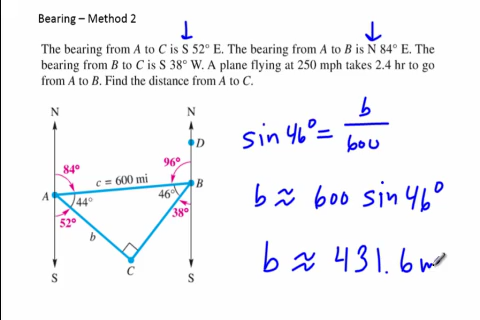 Bearing – Method 2
The bearing from A to C is S 52° E. The bearing from A to B is N 84° E. The
bearing from B to C is S 38° W. A plane flying at 250 mph takes 2.4 hr to go
from A to B. Find the distance from A to C.
N
N
D
84°
96°
c = 600 mi
A
44°
46°
B
52°
38°
b
C
S
S
sin 46° = b
600
b ≈ 600 sin 46°
b ≈ 431.6 m